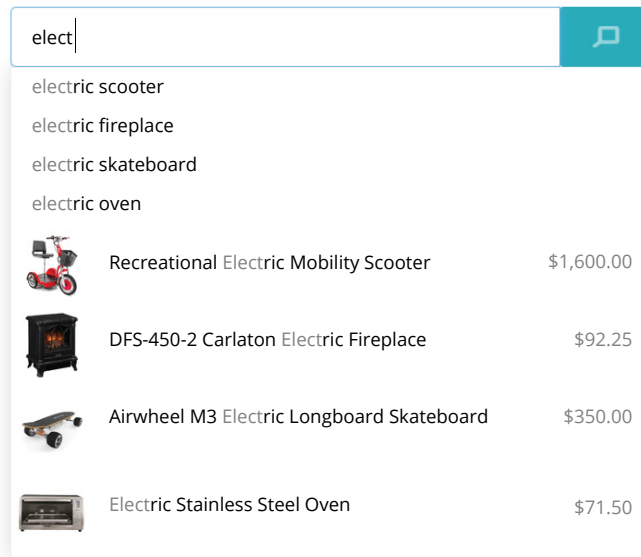 elect
electric scooter
electric fireplace
electric skateboard
electric oven
Recreational Electric Mobility Scooter $1,600.00
DFS-450-2 Carlaton Electric Fireplace $92.25
Airwheel M3 Electric Longboard Skateboard $350.00
Electric Stainless Steel Oven $71.50